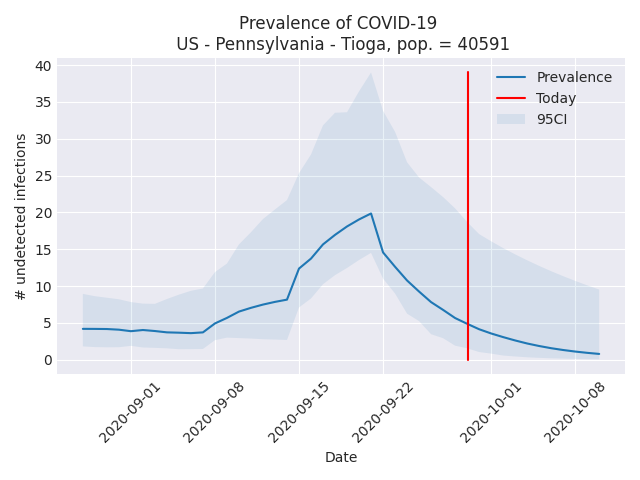 Prevalence of COVID-19
US - Pennsylvania - Tioga, pop. = 40591
40
35
30
25
20
15
10
5
0
# undetected infections
Prevalence
Today
95CI
2020-09-01
2020-09-08
2020-09-15
2020-09-22
2020-10-01
2020-10-08
Date